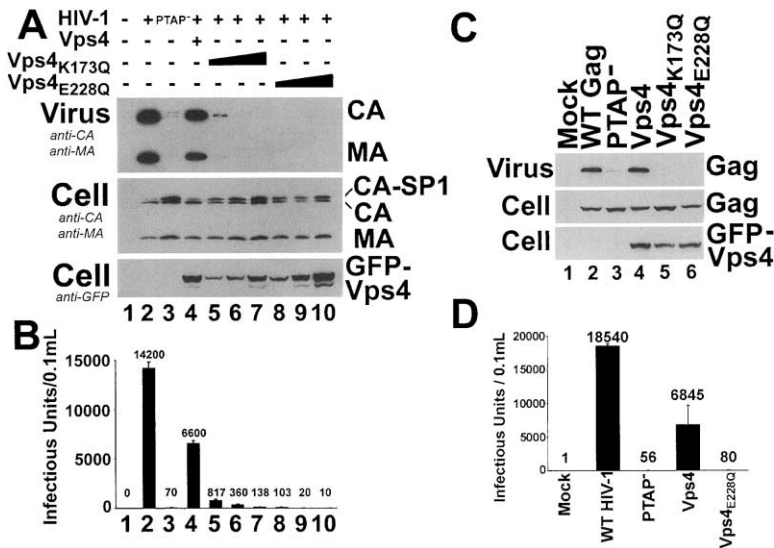 A
HIV-1 - + PTAP- + + + + + + +
Vps4 +
Vps4K173Q
Vps4E228Q
Virus
anti-CA
anti-MA
CA
MA
Cell
anti-CA
anti-MA
CA-SP1
CA
MA
Cell
anti-GFP
GFP-
Vps4
1 2 3 4 5 6 7 8 9 10
B
Infectious Units/0.1mL
15000
10000
5000
0
0 14200 70 6600 817 360 138 103 20 10
1 2 3 4 5 6 7 8 9 10
C
Mock
WT Gag
PTAP-
Vps4
Vps4K173Q
Vps4E228Q
Virus Gag
Cell Gag
Cell GFP-
Vps4
1 2 3 4 5 6
D
Infectious Units / 0.1mL
20000
15000
10000
5000
0
1 18540 56 6845 80
Mock
WT HIV-1
PTAP-
Vps4
Vps4E228Q